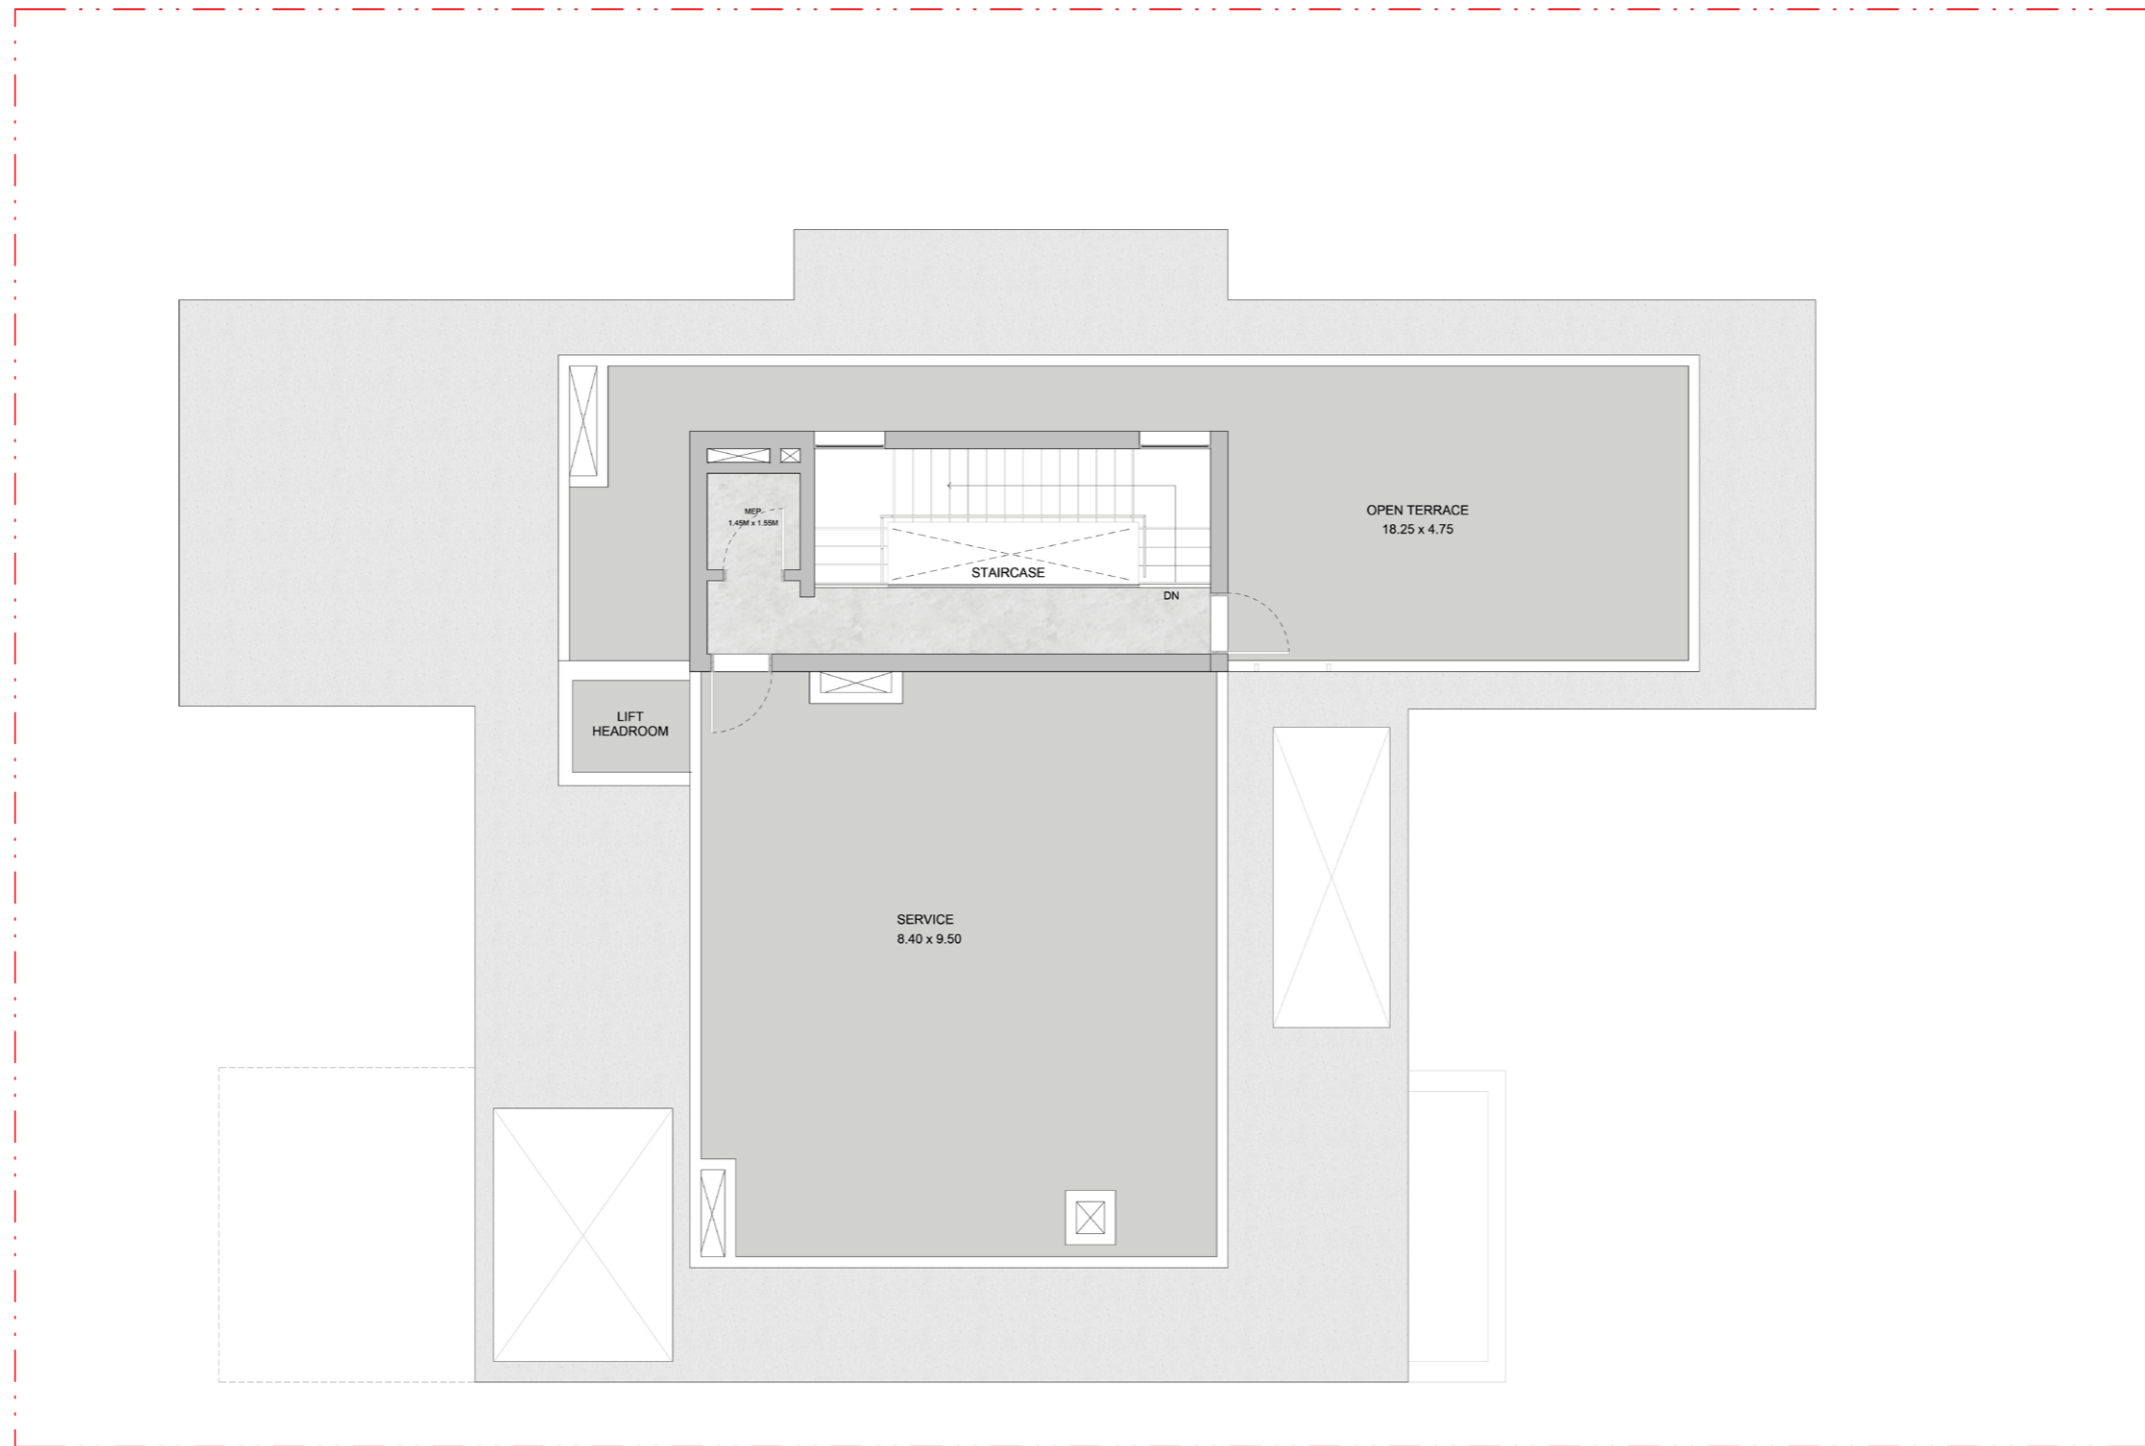 OPEN TERRACE
18.25 x 4.75
MEP
1.45M x 1.55M
STAIRCASE
DN
LIFT
HEADROOM
SERVICE
8.40 x 9.50